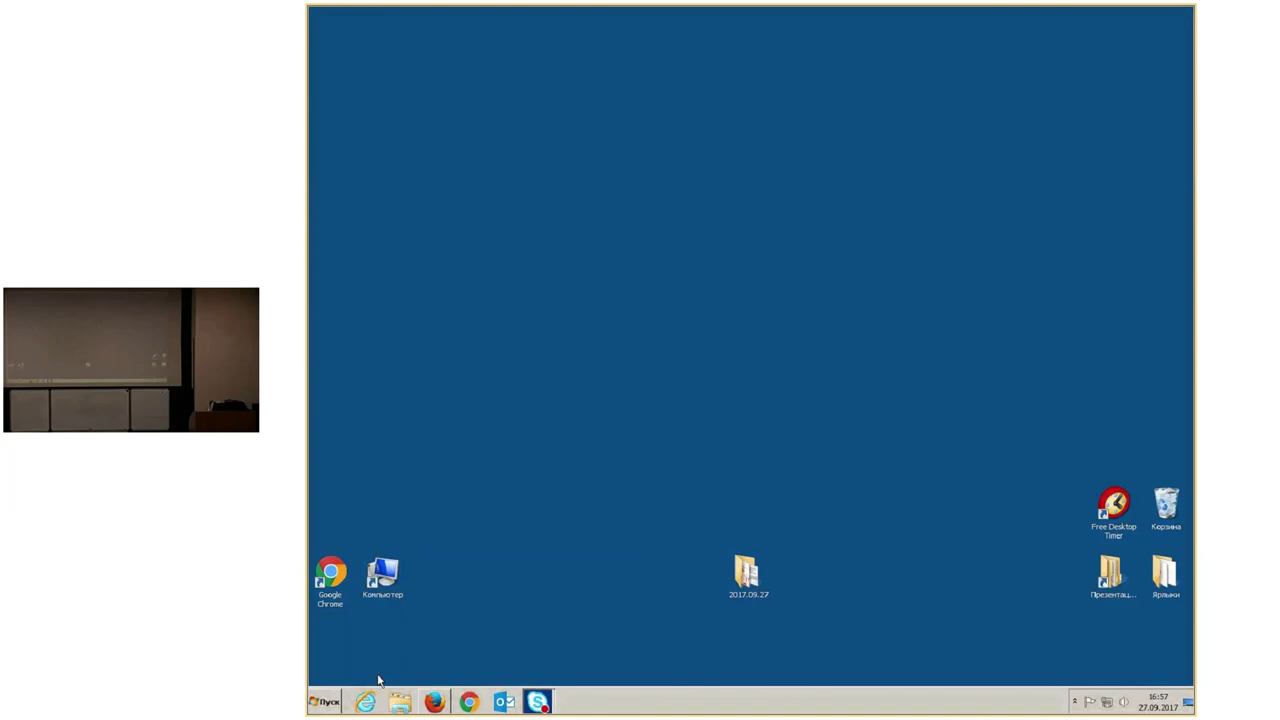 Free Desktop
Timer
Корзина
Google
Chrome
Компьютер
2017.09.27
Презентац...
Ярлыки
Пуск
16:57
27.09.2017